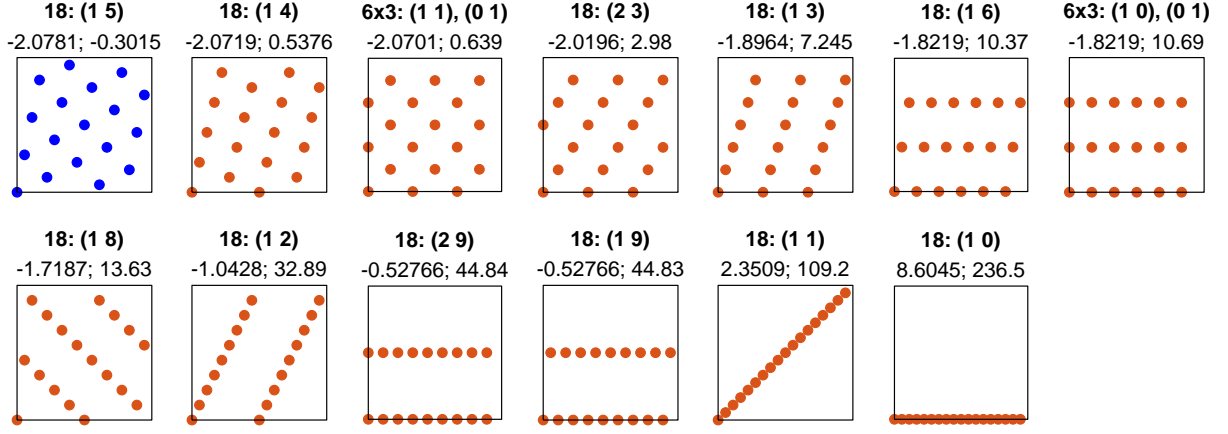 18: (1 5)
-2.0781; -0.3015
18: (1 4)
-2.0719; 0.5376
6x3: (1 1), (0 1)
-2.0701; 0.639
18: (2 3)
-2.0196; 2.98
18: (1 3)
-1.8964; 7.245
18: (1 6)
-1.8219; 10.37
6x3: (1 0), (0 1)
-1.8219; 10.69
18: (1 8)
-1.7187; 13.63
18: (1 2)
-1.0428; 32.89
18: (2 9)
-0.52766; 44.84
18: (1 9)
-0.52766; 44.83
18: (1 1)
2.3509; 109.2
18: (1 0)
8.6045; 236.5